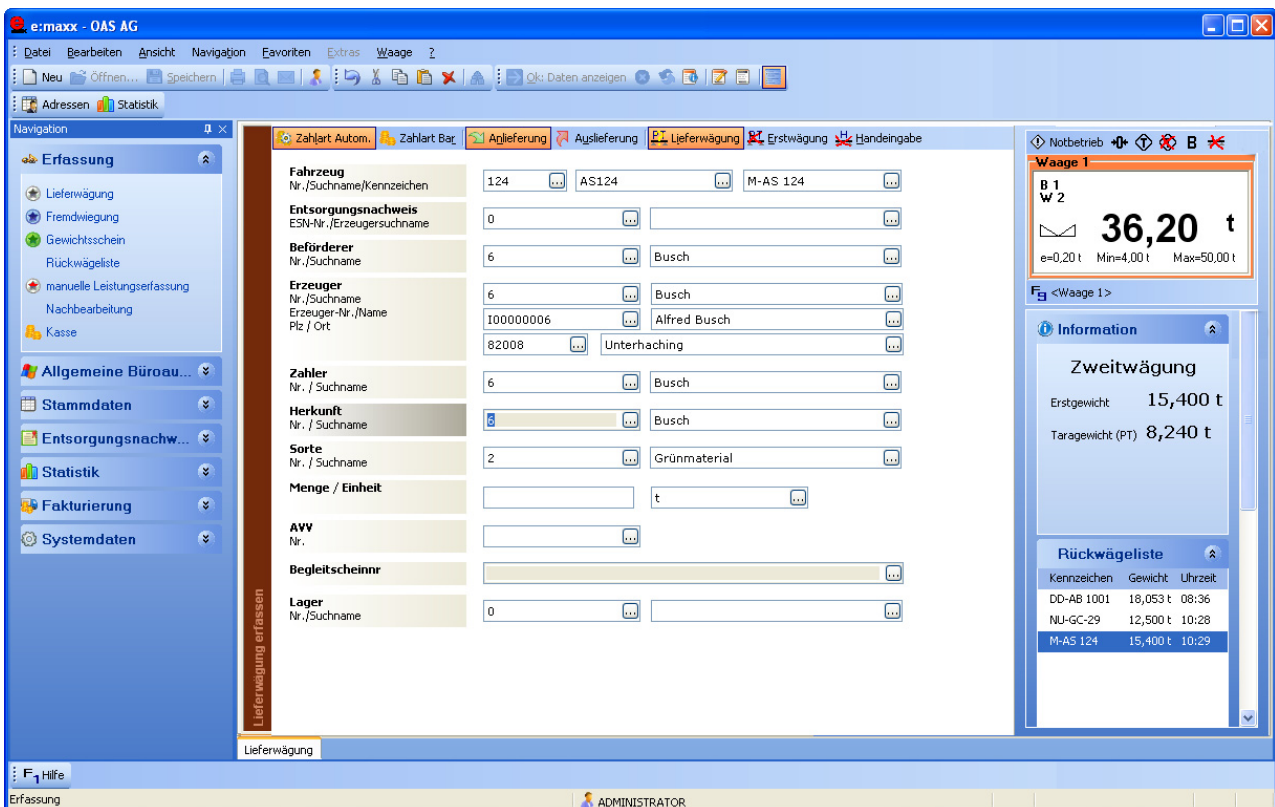 e:maxx - OAS AG
Datei Bearbeiten Ansicht Navigation Favoriten Extras Waage ?
Neu Öffnen... Speichern Ok: Daten anzeigen
Adressen Statistik
Navigation
Erfassung
Lieferwägung
Fremdwiegung
Gewichtsschein
Rückwägeliste
manuelle Leistungserfassung
Nachbearbeitung
Kasse
Allgemeine Büroau...
Stammdaten
Entsorgungsnachw...
Statistik
Fakturierung
Systemdaten
Lieferwägung erfassen
Zahlart Autom. Zahlart Bar Anlieferung Auslieferung PT Lieferwägung PT Erstwägung H Handeingabe
Fahrzeug
Nr./Suchname/Kennzeichen 124 ... AS124 ... M-AS 124 ...
Entsorgungsnachweis
ESN-Nr./Erzeugersuchname 0 ... ...
Beförderer
Nr./Suchname 6 ... Busch ...
Erzeuger
Nr./Suchname 6 ... Busch ...
Erzeuger-Nr./Name I00000006 ... Alfred Busch ...
Plz / Ort 82008 ... Unterhaching ...
Zahler
Nr. / Suchname 6 ... Busch ...
Herkunft
Nr. / Suchname 6 ... Busch ...
Sorte
Nr. / Suchname 2 ... Grünmaterial ...
Menge / Einheit t ...
AVV
Nr. ...
Begleitscheinnr ...
Lager
Nr./Suchname 0 ... ...
Lieferwägung
Notbetrieb →0← T T B
Waage 1
B 1
W 2
36,20 t
e=0,20 t Min=4,00 t Max=50,00 t
F9 <Waage 1>
Information
Zweitwägung
Erstgewicht 15,400 t
Taragewicht (PT) 8,240 t
Rückwägeliste
Kennzeichen Gewicht Uhrzeit
DD-AB 1001 18,053 t 08:36
NU-GC-29 12,500 t 10:28
M-AS 124 15,400 t 10:29
F1 Hilfe
Erfassung ADMINISTRATOR